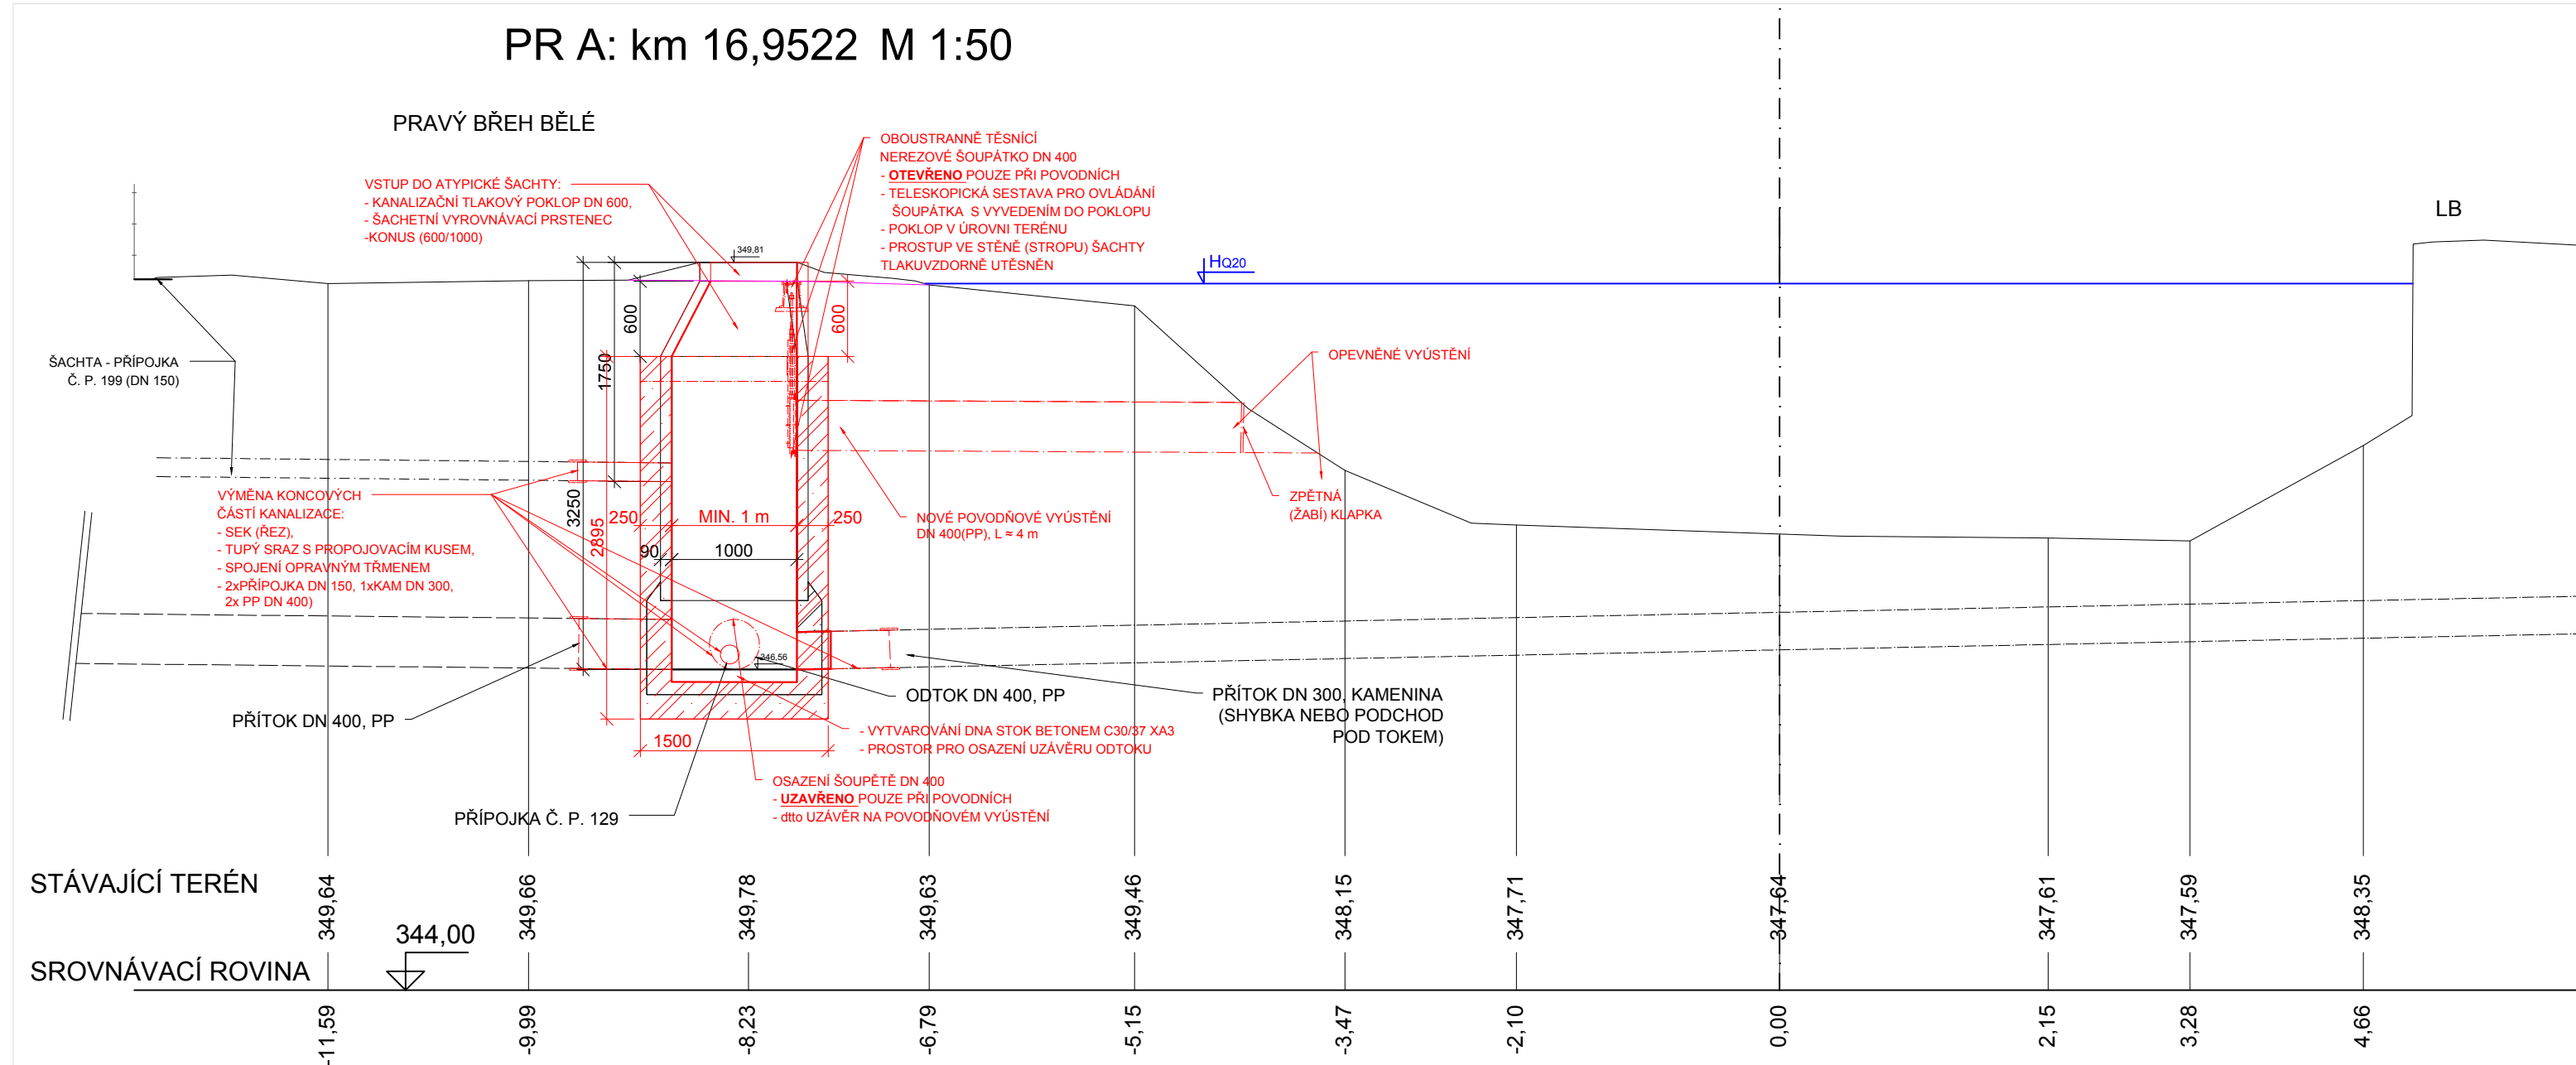 PR A: km 16,9522 M 1:50
PRAVÝ BŘEH BĚLÉ
VSTUP DO ATYPICKÉ ŠACHTY:
- KANALIZAČNÍ TLAKOVÝ POKLOP DN 600,
- ŠACHETNÍ VYROVNÁVACÍ PRSTENEC
-KONUS (600/1000)
OBOUSTRANNĚ TĚSNÍCÍ
NEREZOVÉ ŠOUPÁTKO DN 400
- OTEVŘENO POUZE PŘI POVODNÍCH
- TELESKOPICKÁ SESTAVA PRO OVLÁDÁNÍ
ŠOUPÁTKA S VYVEDENÍM DO POKLOPU
- POKLOP V ÚROVNI TERÉNU
- PROSTUP VE STĚNĚ (STROPU) ŠACHTY
TLAKUVZDORNĚ UTĚSNĚN
LB
349,81
HQ20
600
600
1750
3250
2895
ŠACHTA - PŘÍPOJKA
Č. P. 199 (DN 150)
OPEVNĚNÉ VYÚSTĚNÍ
VÝMĚNA KONCOVÝCH
ČÁSTÍ KANALIZACE:
- SEK (ŘEZ),
- TUPÝ SRAZ S PROPOJOVACÍM KUSEM,
- SPOJENÍ OPRAVNÝM TŘMENEM
- 2xPŘÍPOJKA DN 150, 1xKAM DN 300,
2x PP DN 400)
250
MIN. 1 m
250
90
1000
NOVÉ POVODŇOVÉ VYÚSTĚNÍ
DN 400(PP), L ≈ 4 m
ZPĚTNÁ
(ŽABÍ) KLAPKA
246,56
PŘÍTOK DN 400, PP
ODTOK DN 400, PP
PŘÍTOK DN 300, KAMENINA
(SHYBKA NEBO PODCHOD
POD TOKEM)
1500
- VYTVAROVÁNÍ DNA STOK BETONEM C30/37 XA3
- PROSTOR PRO OSAZENÍ UZÁVĚRU ODTOKU
OSAZENÍ ŠOUPĚTĚ DN 400
- UZAVŘENO POUZE PŘI POVODNÍCH
- dtto UZÁVĚR NA POVODŇOVÉM VYÚSTĚNÍ
PŘÍPOJKA Č. P. 129
STÁVAJÍCÍ TERÉN
349,64
349,66
349,78
349,63
349,46
348,15
347,71
347,64
347,61
347,59
348,35
344,00
SROVNÁVACÍ ROVINA
-11,59
-9,99
-8,23
-6,79
-5,15
-3,47
-2,10
0,00
2,15
3,28
4,66